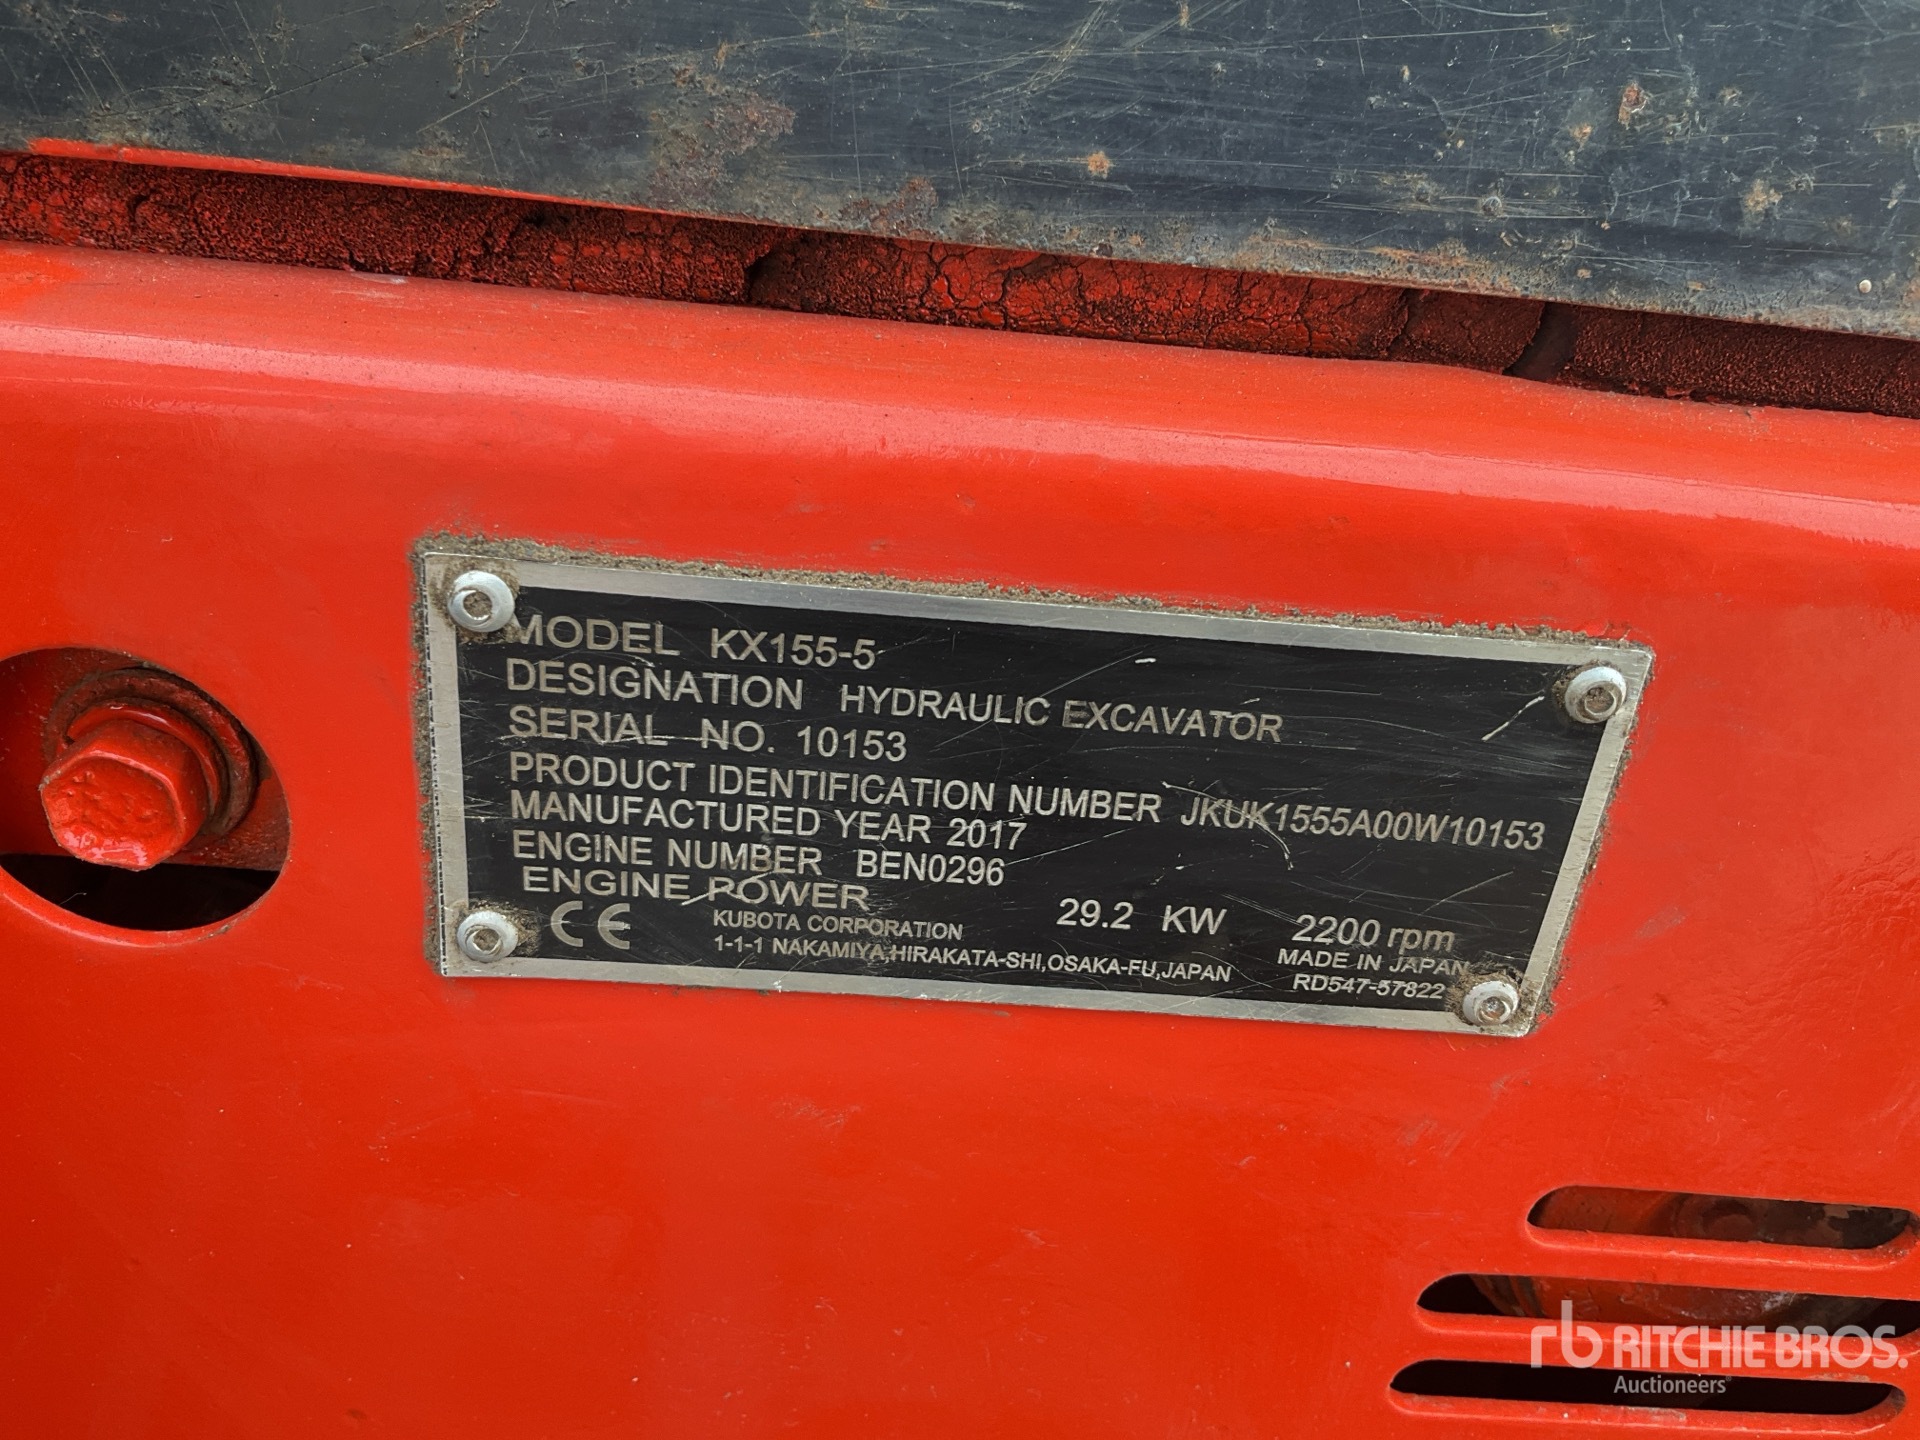 MODEL KX155-5
DESIGNATION HYDRAULIC EXCAVATOR
SERIAL NO. 10153
PRODUCT IDENTIFICATION NUMBER JKUK1555A00W10153
MANUFACTURED YEAR 2017
ENGINE NUMBER BEN0296
ENGINE POWER 29.2 KW 2200 rpm
CE KUBOTA CORPORATION MADE IN JAPAN
1-1-1 NAKAMIYA,HIRAKATA-SHI,OSAKA-FU,JAPAN RD547-57822
rb RITCHIE BROS.
Auctioneers